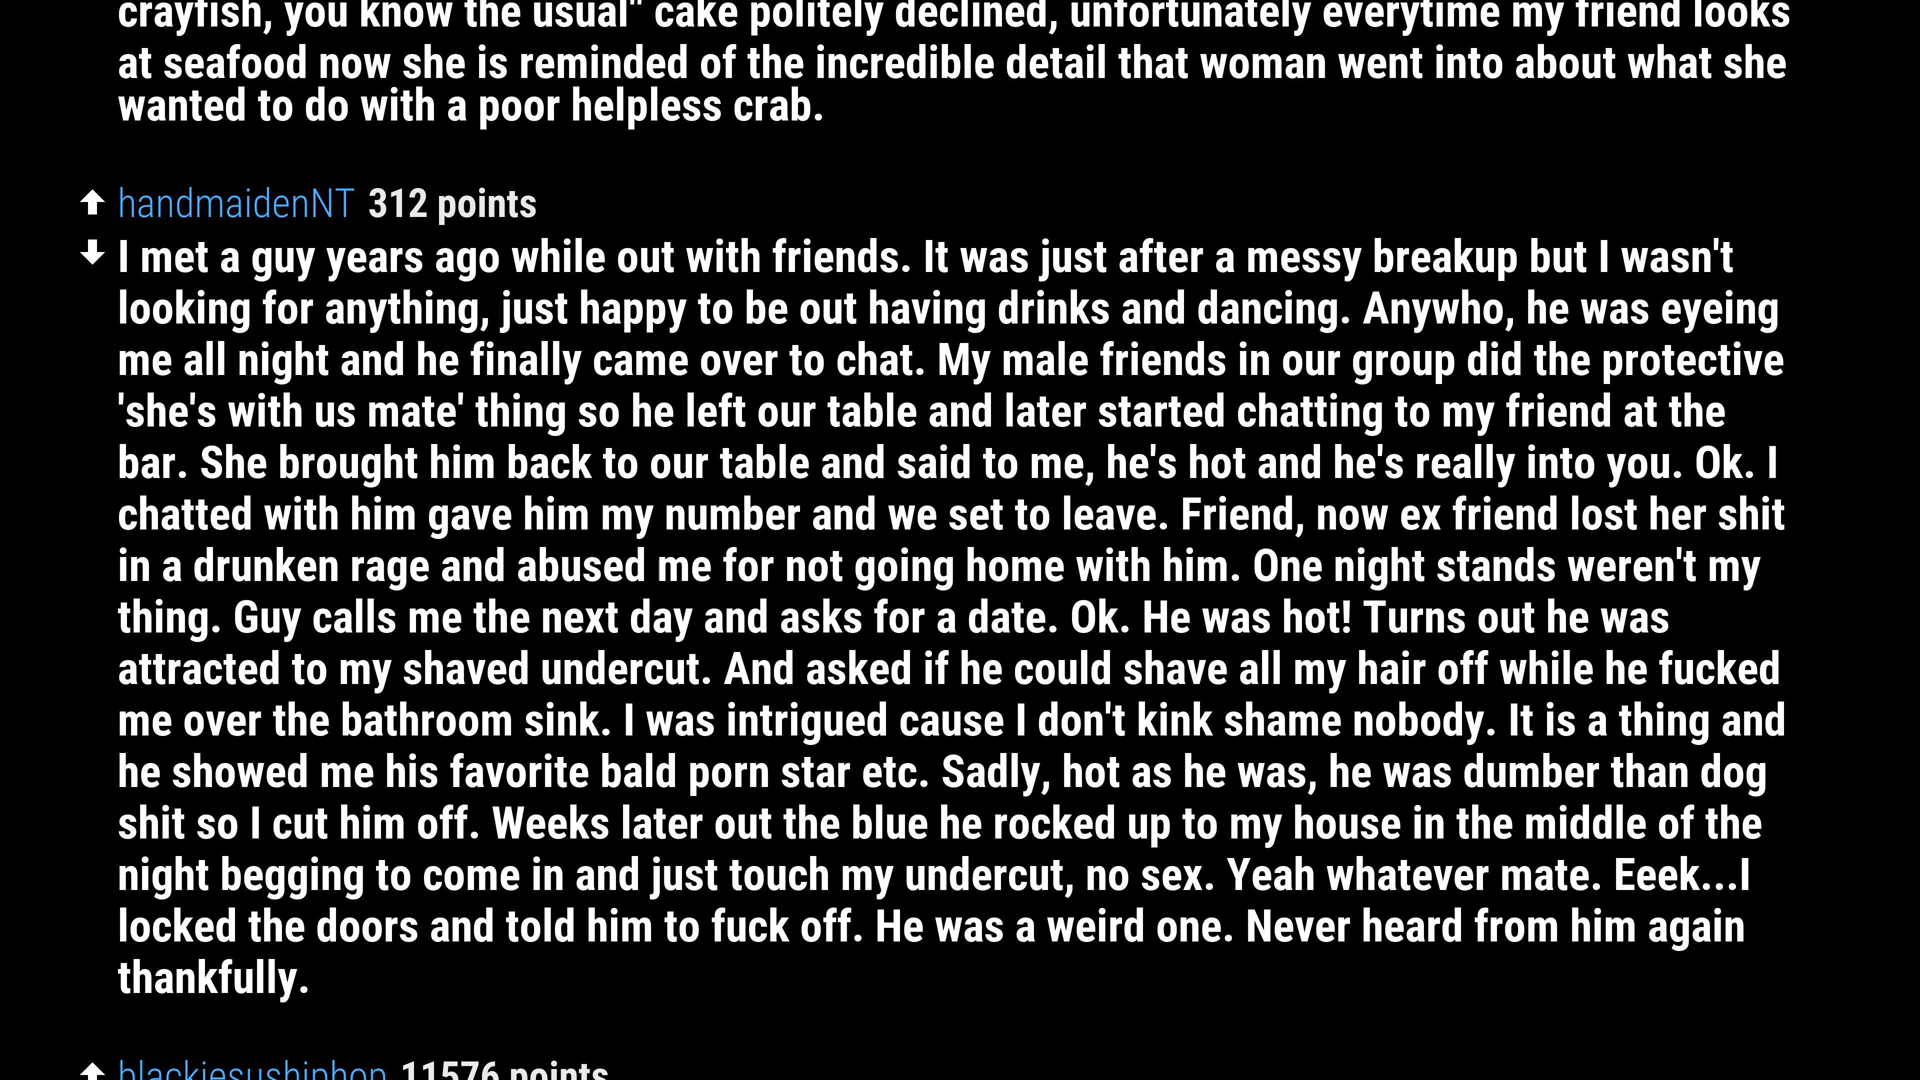 crayfish, you know the usual" cake politely declined, unfortunately everytime my friend looks
at seafood now she is reminded of the incredible detail that woman went into about what she
wanted to do with a poor helpless crab.
handmaidenNT 312 points
I met a guy years ago while out with friends. It was just after a messy breakup but I wasn't
looking for anything, just happy to be out having drinks and dancing. Anywho, he was eyeing
me all night and he finally came over to chat. My male friends in our group did the protective
'she's with us mate' thing so he left our table and later started chatting to my friend at the
bar. She brought him back to our table and said to me, he's hot and he's really into you. Ok. I
chatted with him gave him my number and we set to leave. Friend, now ex friend lost her shit
in a drunken rage and abused me for not going home with him. One night stands weren't my
thing. Guy calls me the next day and asks for a date. Ok. He was hot! Turns out he was
attracted to my shaved undercut. And asked if he could shave all my hair off while he fucked
me over the bathroom sink. I was intrigued cause I don't kink shame nobody. It is a thing and
he showed me his favorite bald porn star etc. Sadly, hot as he was, he was dumber than dog
shit so I cut him off. Weeks later out the blue he rocked up to my house in the middle of the
night begging to come in and just touch my undercut, no sex. Yeah whatever mate. Eeek...I
locked the doors and told him to fuck off. He was a weird one. Never heard from him again
thankfully.
blackiesushiphop 11576 points